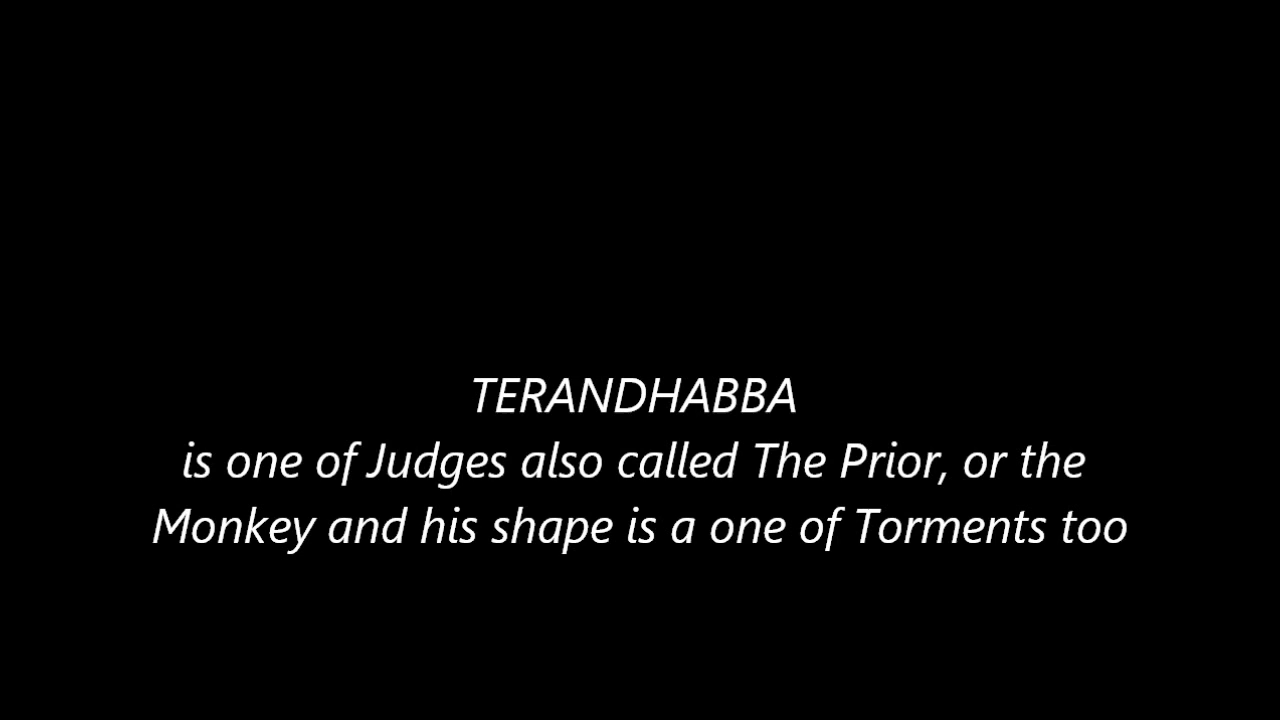 TERANDHABBA
is one of Judges also called The Prior, or the
Monkey and his shape is a one of Torments too